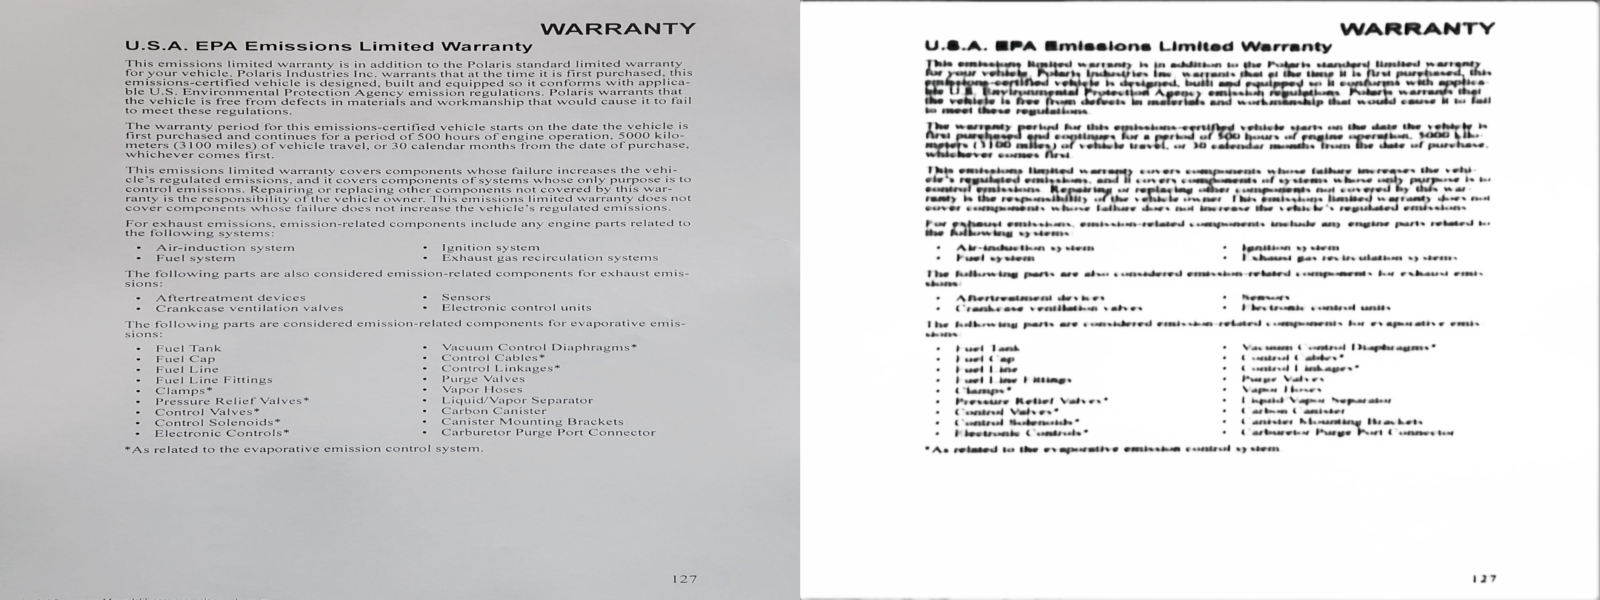 WARRANTY
U.S.A. EPA Emissions Limited Warranty
This emissions limited warranty is in addition to the Polaris standard limited warranty
for your vehicle. Polaris Industries Inc. warrants that at the time it is first purchased, this
emissions-certified vehicle is designed, built and equipped so it conforms with applica-
ble U.S. Environmental Protection Agency emission regulations. Polaris warrants that
the vehicle is free from defects in materials and workmanship that would cause it to fail
to meet these regulations.
The warranty period for this emissions-certified vehicle starts on the date the vehicle is
first purchased and continues for a period of 500 hours of engine operation, 5000 kilo-
meters (3100 miles) of vehicle travel, or 30 calendar months from the date of purchase,
whichever comes first.
This emissions limited warranty covers components whose failure increases the vehi-
cle's regulated emissions, and it covers components of systems whose only purpose is to
control emissions. Repairing or replacing other components not covered by this war-
ranty is the responsibility of the vehicle owner. This emissions limited warranty does not
cover components whose failure does not increase the vehicle's regulated emissions.
For exhaust emissions, emission-related components include any engine parts related to
the following systems:
• Air-induction system
• Fuel system
• Ignition system
• Exhaust gas recirculation systems
The following parts are also considered emission-related components for exhaust emis-
sions:
• Aftertreatment devices
• Crankcase ventilation valves
• Sensors
• Electronic control units
The following parts are considered emission-related components for evaporative emis-
sions:
• Fuel Tank
• Fuel Cap
• Fuel Line
• Fuel Line Fittings
• Clamps*
• Pressure Relief Valves*
• Control Valves*
• Control Solenoids*
• Electronic Controls*
• Vacuum Control Diaphragms*
• Control Cables*
• Control Linkages*
• Purge Valves
• Vapor Hoses
• Liquid/Vapor Separator
• Carbon Canister
• Canister Mounting Brackets
• Carburetor Purge Port Connector
*As related to the evaporative emission control system.
127
WARRANTY
U.S.A. EPA Emissions Limited Warranty
This emissions limited warranty is in addition to the Polaris standard limited warranty
for your vehicle. Polaris Industries Inc. warrants that at the time it is first purchased, this
emissions-certified vehicle is designed, built and equipped so it conforms with applica-
ble U.S. Environmental Protection Agency emission regulations. Polaris warrants that
the vehicle is free from defects in materials and workmanship that would cause it to fail
to meet these regulations.
The warranty period for this emissions-certified vehicle starts on the date the vehicle is
first purchased and continues for a period of 500 hours of engine operation, 5000 kilo-
meters (3100 miles) of vehicle travel, or 30 calendar months from the date of purchase,
whichever comes first.
This emissions limited warranty covers components whose failure increases the vehi-
cle's regulated emissions, and it covers components of systems whose only purpose is to
control emissions. Repairing or replacing other components not covered by this war-
ranty is the responsibility of the vehicle owner. This emissions limited warranty does not
cover components whose failure does not increase the vehicle's regulated emissions.
For exhaust emissions, emission-related components include any engine parts related to
the following systems:
• Air-induction system
• Fuel system
• Ignition system
• Exhaust gas recirculation systems
The following parts are also considered emission-related components for exhaust emis-
sions:
• Aftertreatment devices
• Crankcase ventilation valves
• Sensors
• Electronic control units
The following parts are considered emission-related components for evaporative emis-
sions:
• Fuel Tank
• Fuel Cap
• Fuel Line
• Fuel Line Fittings
• Clamps*
• Pressure Relief Valves*
• Control Valves*
• Control Solenoids*
• Electronic Controls*
• Vacuum Control Diaphragms*
• Control Cables*
• Control Linkages*
• Purge Valves
• Vapor Hoses
• Liquid Vapor Separator
• Carbon Canister
• Canister Mounting Brackets
• Carburetor Purge Port Connector
*As related to the evaporative emission control system
127